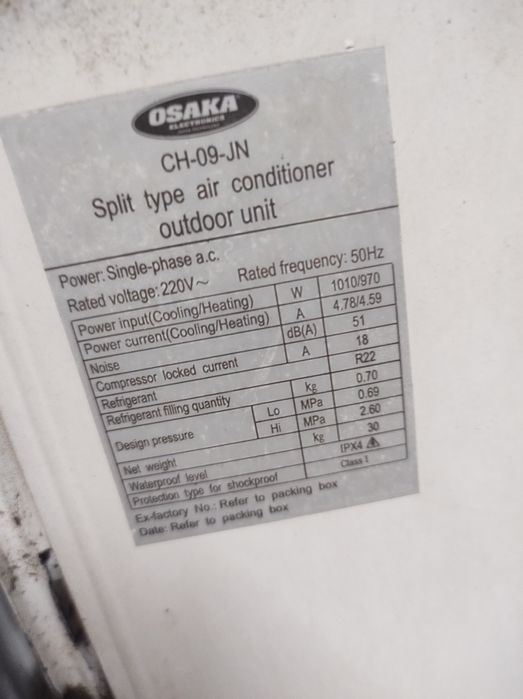 OSAKA
ELECTRONICS
CH-09-JN
Split type air conditioner
outdoor unit
Power: Single-phase a.c.
Rated voltage: 220V～ Rated frequency: 50Hz
Power input(Cooling/Heating) W 1010/970
Power current(Cooling/Heating) A 4.78/4.59
Noise dB(A) 51
Compressor locked current A 18
Refrigerant R22
Refrigerant filling quantity kg 0.70
Design pressure Lo MPa 0.69
Hi MPa 2.60
Net weight kg 30
Waterproof level IPX4
Protection type for shockproof Class I
Ex-factory No.: Refer to packing box
Date: Refer to packing box